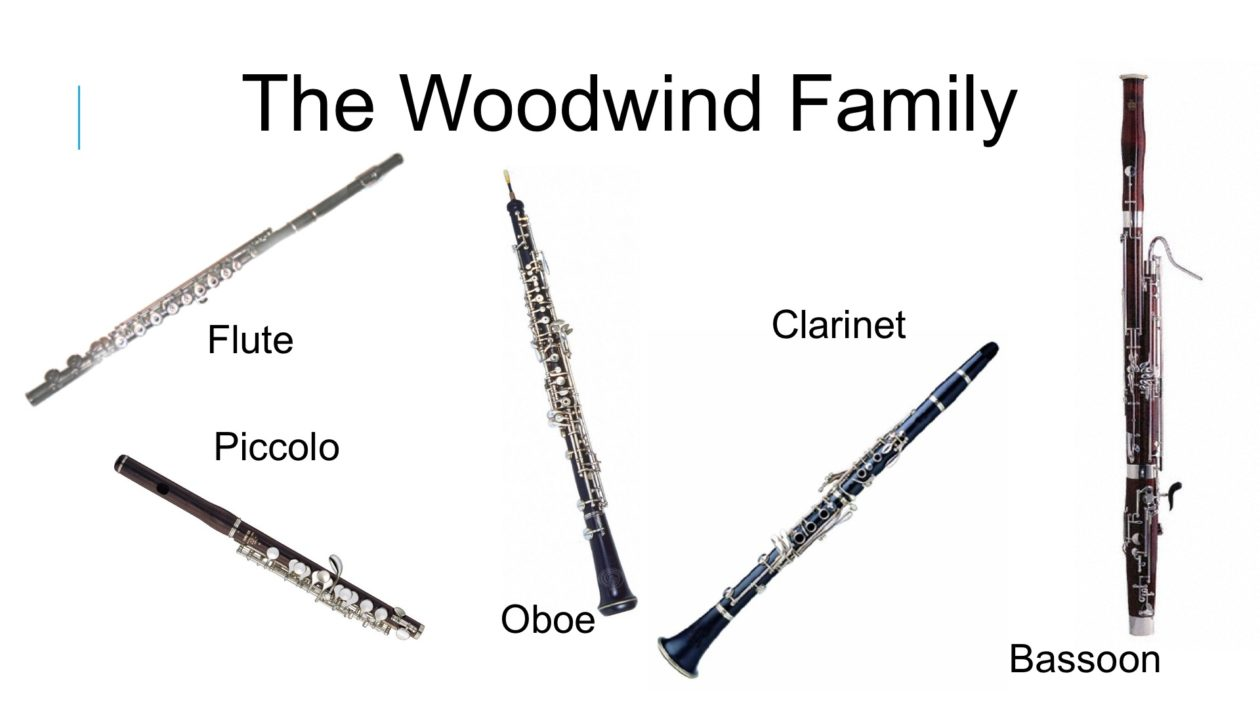 The Woodwind Family
Flute
Clarinet
Piccolo
Oboe
Bassoon